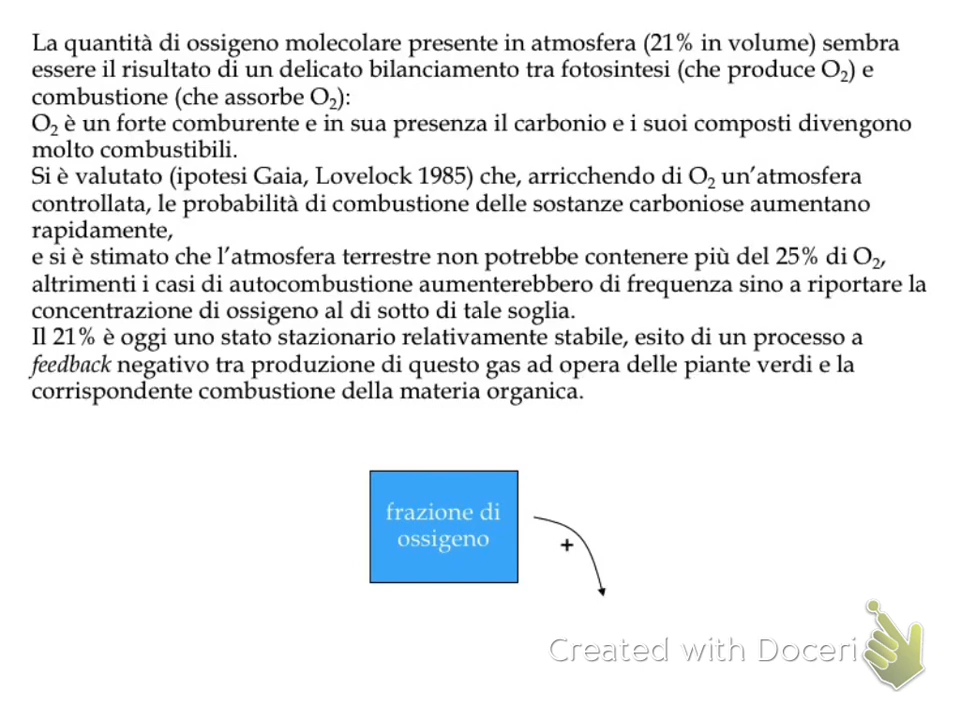 La quantità di ossigeno molecolare presente in atmosfera (21% in volume) sembra
essere il risultato di un delicato bilanciamento tra fotosintesi (che produce O₂) e
combustione (che assorbe O₂):
O₂ è un forte comburente e in sua presenza il carbonio e i suoi composti divengono
molto combustibili.
Si è valutato (ipotesi Gaia, Lovelock 1985) che, arricchendo di O₂ un’atmosfera
controllata, le probabilità di combustione delle sostanze carboniose aumentano
rapidamente,
e si è stimato che l’atmosfera terrestre non potrebbe contenere più del 25% di O₂,
altrimenti i casi di autocombustione aumenterebbero di frequenza sino a riportare la
concentrazione di ossigeno al di sotto di tale soglia.
Il 21% è oggi uno stato stazionario relativamente stabile, esito di un processo a
feedback negativo tra produzione di questo gas ad opera delle piante verdi e la
corrispondente combustione della materia organica.
frazione di
ossigeno
+
Created with Doceri